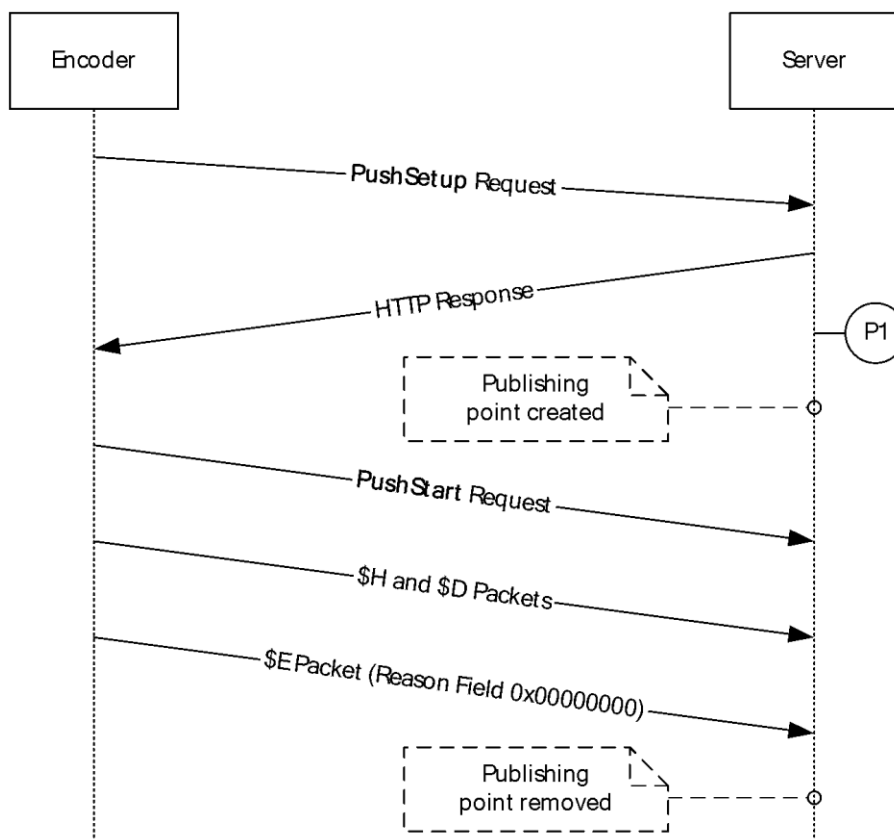 Encoder
Server
PushSetup Request
HTTP Response
P1
Publishing
point created
PushStart Request
$H and $D Packets
$E Packet (Reason Field 0x00000000)
Publishing
point removed